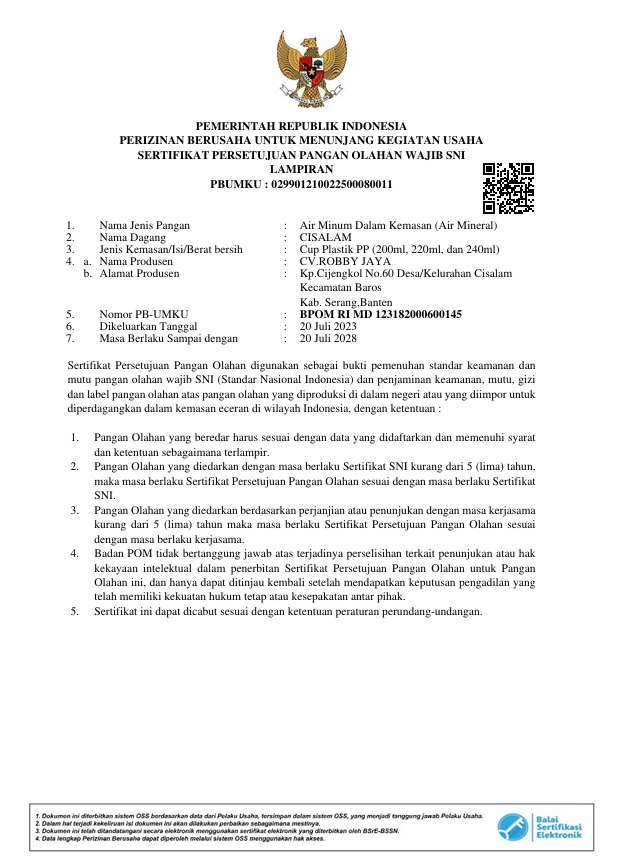 PEMERINTAH REPUBLIK INDONESIA
PERIZINAN BERUSAHA UNTUK MENUNJANG KEGIATAN USAHA
SERTIFIKAT PERSETUJUAN PANGAN OLAHAN WAJIB SNI
LAMPIRAN
PBUMKU : 029901210022500080011
1. Nama Jenis Pangan : Air Minum Dalam Kemasan (Air Mineral)
2. Nama Dagang : CISALAM
3. Jenis Kemasan/Isi/Berat bersih : Cup Plastik PP (200ml, 220ml, dan 240ml)
4. a. Nama Produsen : CV.ROBBY JAYA
b. Alamat Produsen : Kp.Cijengkol No.60 Desa/Kelurahan Cisalam
Kecamatan Baros
Kab. Serang,Banten
5. Nomor PB-UMKU : BPOM RI MD 123182000600145
6. Dikeluarkan Tanggal : 20 Juli 2023
7. Masa Berlaku Sampai dengan : 20 Juli 2028
Sertifikat Persetujuan Pangan Olahan digunakan sebagai bukti pemenuhan standar keamanan dan
mutu pangan olahan wajib SNI (Standar Nasional Indonesia) dan penjaminan keamanan, mutu, gizi
dan label pangan olahan atas pangan olahan yang diproduksi di dalam negeri atau yang diimpor untuk
diperdagangkan dalam kemasan eceran di wilayah Indonesia, dengan ketentuan :
1. Pangan Olahan yang beredar harus sesuai dengan data yang didaftarkan dan memenuhi syarat
dan ketentuan sebagaimana terlampir.
2. Pangan Olahan yang diedarkan dengan masa berlaku Sertifikat SNI kurang dari 5 (lima) tahun,
maka masa berlaku Sertifikat Persetujuan Pangan Olahan sesuai dengan masa berlaku Sertifikat
SNI.
3. Pangan Olahan yang diedarkan berdasarkan perjanjian atau penunjukan dengan masa kerjasama
kurang dari 5 (lima) tahun maka masa berlaku Sertifikat Persetujuan Pangan Olahan sesuai
dengan masa berlaku kerjasama.
4. Badan POM tidak bertanggung jawab atas terjadinya perselisihan terkait penunjukan atau hak
kekayaan intelektual dalam penerbitan Sertifikat Persetujuan Pangan Olahan untuk Pangan
Olahan ini, dan hanya dapat ditinjau kembali setelah mendapatkan keputusan pengadilan yang
telah memiliki kekuatan hukum tetap atau kesepakatan antar pihak.
5. Sertifikat ini dapat dicabut sesuai dengan ketentuan peraturan perundang-undangan.
1. Dokumen ini diterbitkan sistem OSS berdasarkan data dari Pelaku Usaha, tersimpan dalam sistem OSS, yang menjadi tanggung jawab Pelaku Usaha.
2. Dalam hal terjadi kekeliruan isi dokumen ini akan dilakukan perbaikan sebagaimana mestinya.
3. Dokumen ini telah ditandatangani secara elektronik menggunakan sertifikat elektronik yang diterbitkan oleh BSrE-BSSN.
4. Data lengkap Perizinan Berusaha dapat diperoleh melalui sistem OSS menggunakan hak akses.
Balai
Sertifikasi
Elektronik